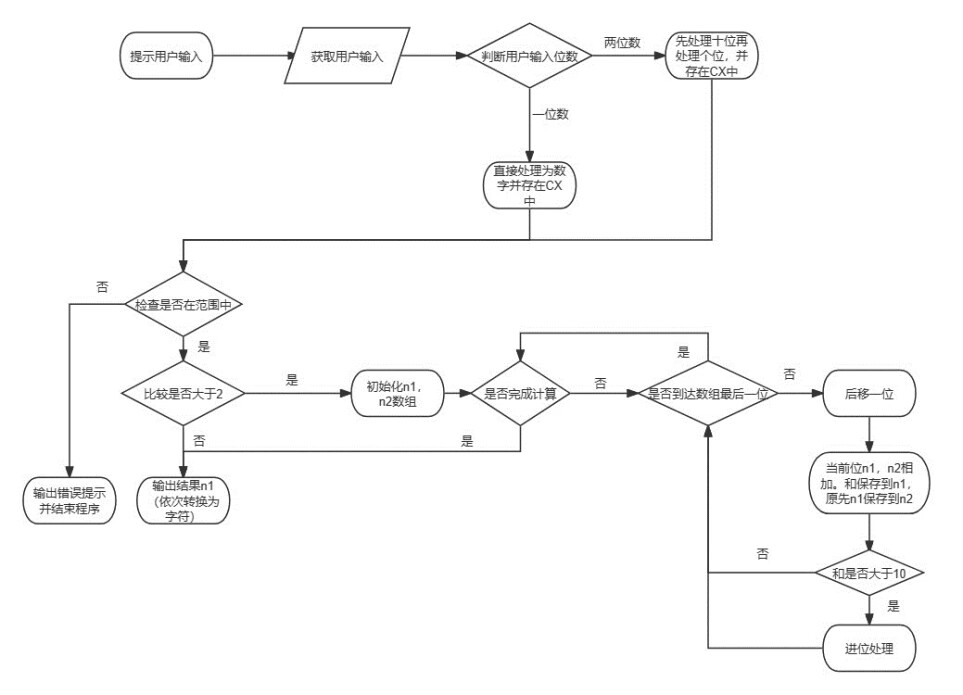 提示用户输入
获取用户输入
判断用户输入位数
两位数
先处理十位再
处理个位，并
存在CX中
一位数
直接处理为数
字并存在CX
中
否
检查是否在范围中
是
比较是否大于2
是
初始化n1，
n2数组
是否完成计算
否
是
是否到达数组最后一位
否
后移一位
否
是
输出错误提示
并结束程序
输出结果n1
（依次转换为
字符）
当前位n1，n2相
加。和保存到n1，
原先n1保存到n2
否
和是否大于10
是
进位处理